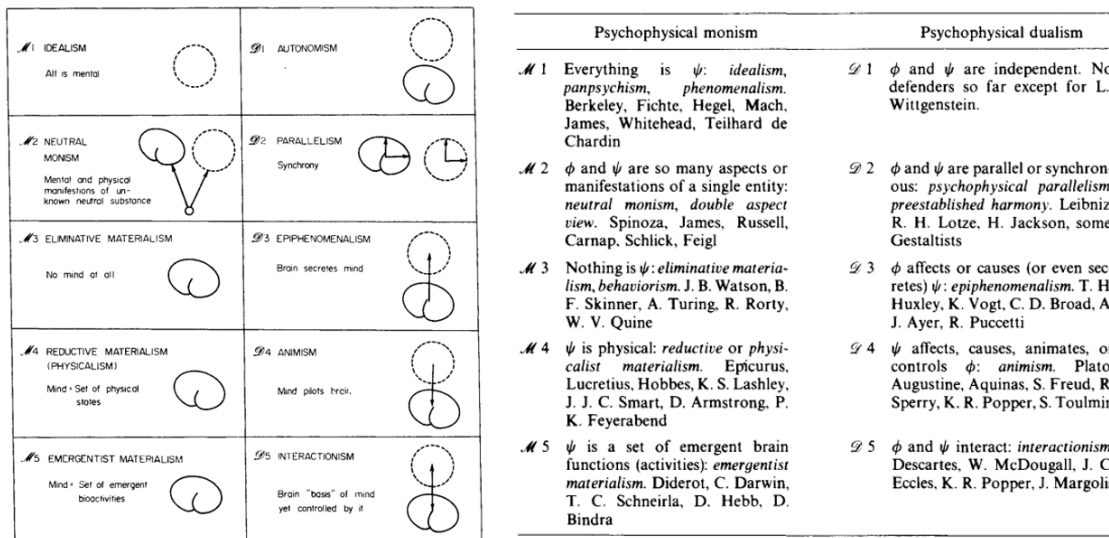 ℳ1 IDEALISM
All is mental
𝒟1 AUTONOMISM
ℳ2 NEUTRAL
MONISM
Mental and physical
manifestions of un-
known neutral substance
𝒟2 PARALLELISM
Synchrony
ℳ3 ELIMINATIVE MATERIALISM
No mind at all
𝒟3 EPIPHENOMENALISM
Brain secretes mind
ℳ4 REDUCTIVE MATERIALISM
(PHYSICALISM)
Mind = Set of physical
states
𝒟4 ANIMISM
Mind pilots
ℳ5 EMERGENTIST MATERIALISM
Mind = Set of emergent
bioactivities
𝒟5 INTERACTIONISM
Brain "basis" of mind
yet controlled by it
Psychophysical monism
ℳ 1 Everything is ψ: idealism,
panpsychism, phenomenalism.
Berkeley, Fichte, Hegel, Mach,
James, Whitehead, Teilhard de
Chardin
ℳ 2 φ and ψ are so many aspects or
manifestations of a single entity:
neutral monism, double aspect
view. Spinoza, James, Russell,
Carnap, Schlick, Feigl
ℳ 3 Nothing is ψ: eliminative materia-
lism, behaviorism. J. B. Watson, B.
F. Skinner, A. Turing, R. Rorty,
W. V. Quine
ℳ 4 ψ is physical: reductive or physi-
calist materialism. Epicurus,
Lucretius, Hobbes, K. S. Lashley,
J. J. C. Smart, D. Armstrong, P.
K. Feyerabend
ℳ 5 ψ is a set of emergent brain
functions (activities): emergentist
materialism. Diderot, C. Darwin,
T. C. Schneirla, D. Hebb, D.
Bindra
Psychophysical dualism
𝒟 1 φ and ψ are independent. No
defenders so far except for L.
Wittgenstein.
𝒟 2 φ and ψ are parallel or synchron-
ous: psychophysical parallelism
preestablished harmony. Leibniz
R. H. Lotze, H. Jackson, some
Gestaltists
𝒟 3 φ affects or causes (or even sec
retes) ψ: epiphenomenalism. T. H
Huxley, K. Vogt, C. D. Broad, A
J. Ayer, R. Puccetti
𝒟 4 ψ affects, causes, animates, o
controls φ: animism. Plato
Augustine, Aquinas, S. Freud, R
Sperry, K. R. Popper, S. Toulmin
𝒟 5 φ and ψ interact: interactionism
Descartes, W. McDougall, J. C
Eccles, K. R. Popper, J. Margolis